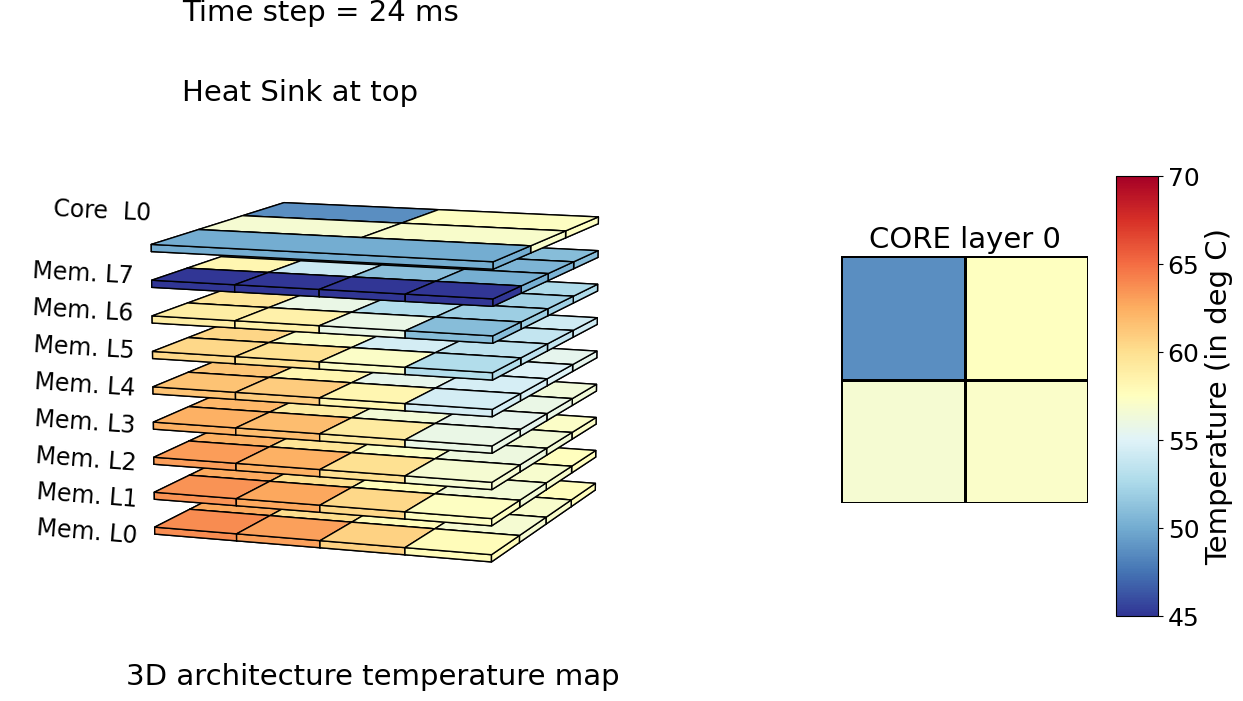 Time step = 24 ms
Heat Sink at top
Core  L0
Mem. L7
Mem. L6
Mem. L5
Mem. L4
Mem. L3
Mem. L2
Mem. L1
Mem. L0
3D architecture temperature map
CORE layer 0
70
65
60
55
50
45
Temperature (in deg C)